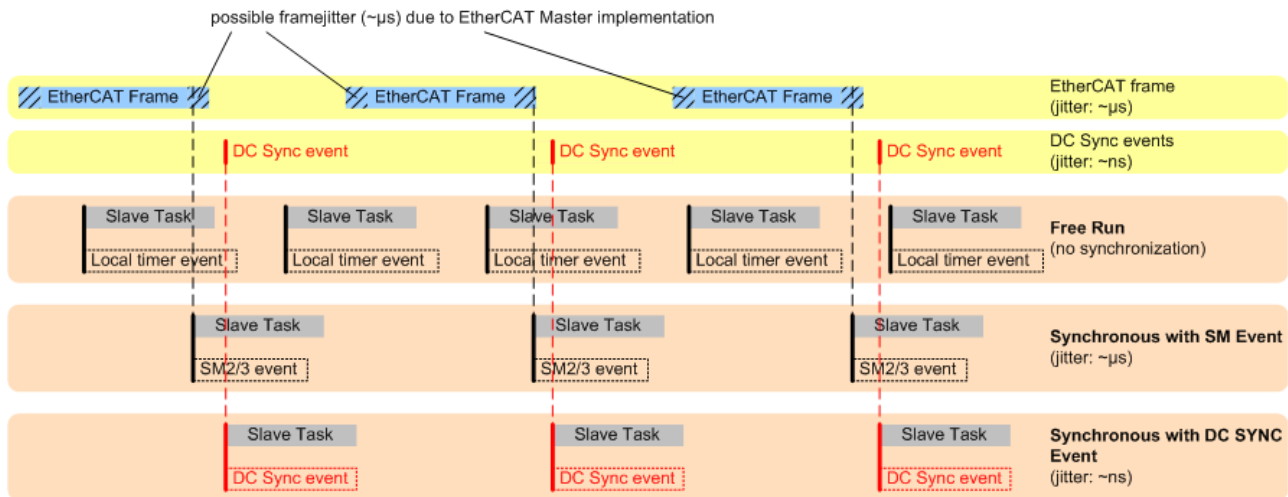 possible framejitter (~µs) due to EtherCAT Master implementation
EtherCAT Frame
EtherCAT Frame
EtherCAT Frame
EtherCAT frame
(jitter: ~µs)
DC Sync event
DC Sync event
DC Sync event
DC Sync events
(jitter: ~ns)
Slave Task
Slave Task
Slave Task
Slave Task
Slave Task
Local timer event
Local timer event
Local timer event
Local timer event
Local timer event
Free Run
(no synchronization)
Slave Task
Slave Task
Slave Task
SM2/3 event
SM2/3 event
SM2/3 event
Synchronous with SM Event
(jitter: ~µs)
Slave Task
Slave Task
Slave Task
DC Sync event
DC Sync event
DC Sync event
Synchronous with DC SYNC
Event
(jitter: ~ns)